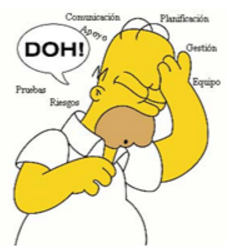 Comunicación
Planificación
Apoyo
DOH!
Gestión
Equipo
Pruebas
Riesgos